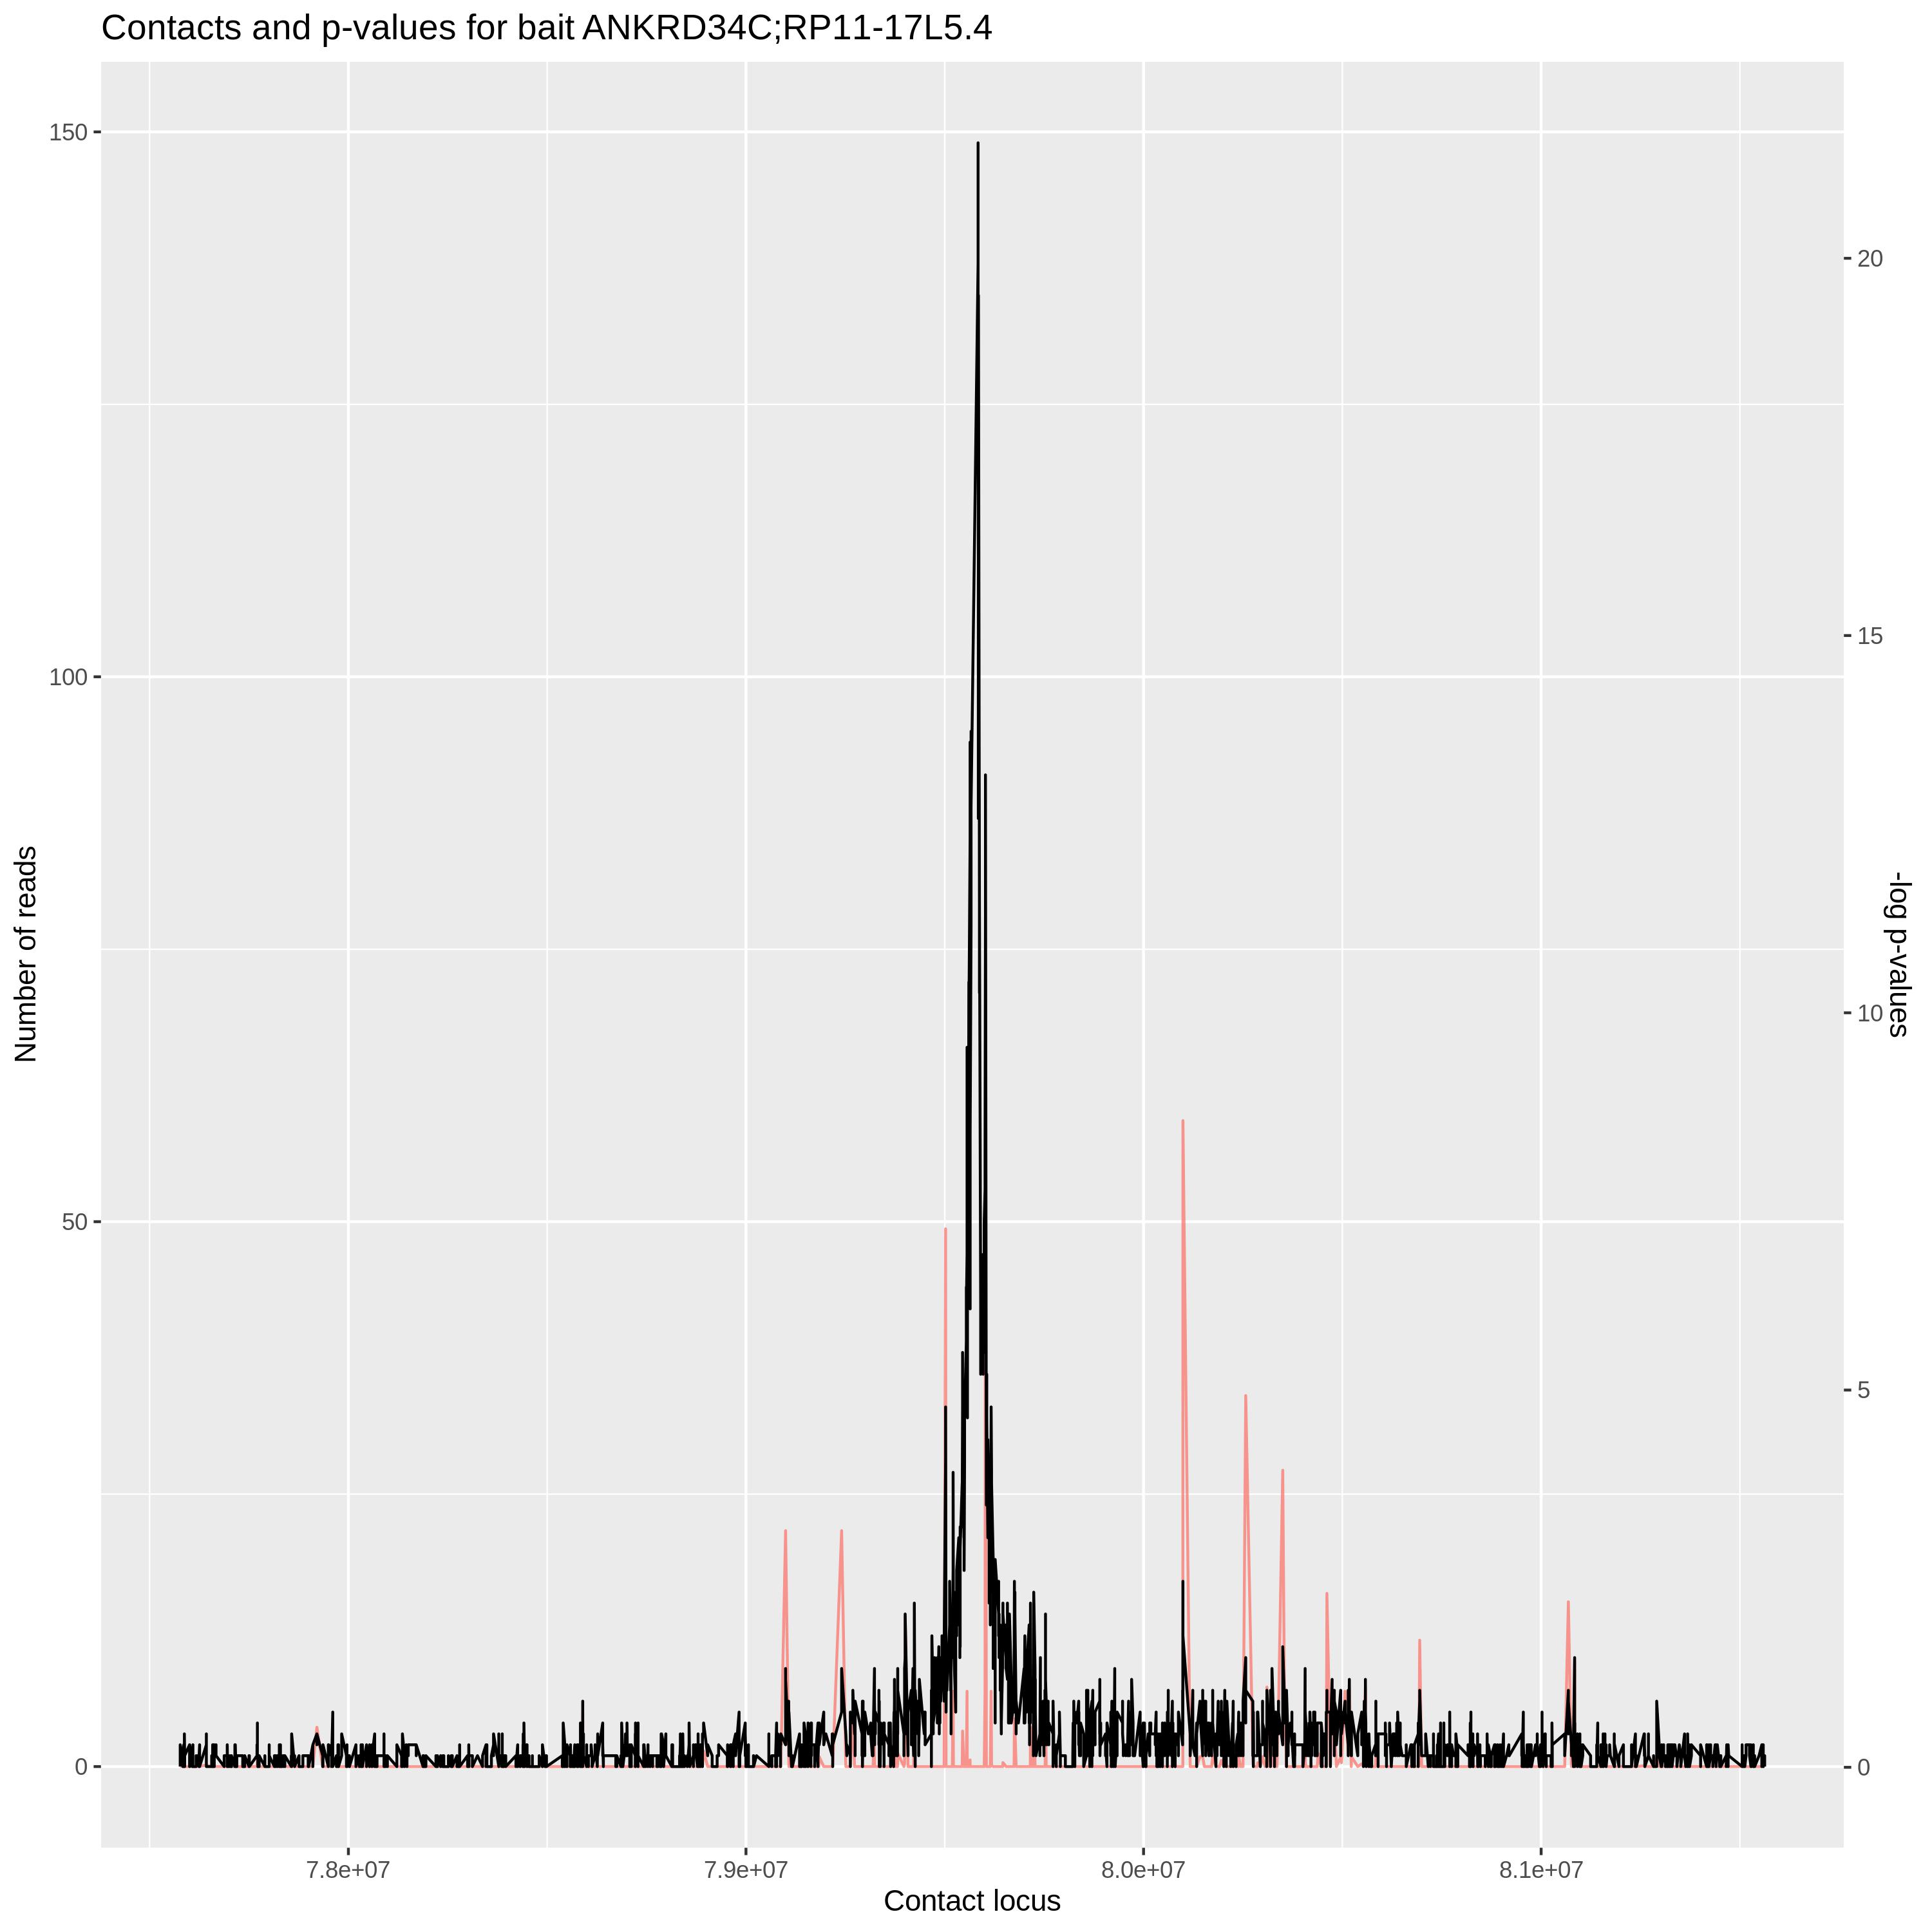 Contacts and p-values for bait ANKRD34C;RP11-17L5.4
150
100
50
0
Number of reads
20
15
10
5
0
-log p-values
7.8e+07
7.9e+07
8.0e+07
8.1e+07
Contact locus